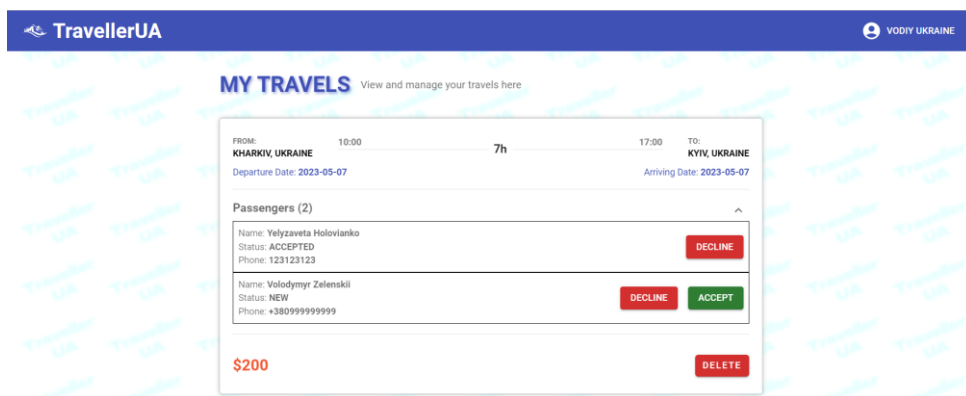 TravellerUA
VODIY UKRAINE
MY TRAVELS View and manage your travels here
FROM: 10:00 7h 17:00 TO:
KHARKIV, UKRAINE KYIV, UKRAINE
Departure Date: 2023-05-07 Arriving Date: 2023-05-07
Passengers (2)
Name: Yelyzaveta Holovianko
Status: ACCEPTED
Phone: 123123123
DECLINE
Name: Volodymyr Zelenskii
Status: NEW
Phone: +380999999999
DECLINE ACCEPT
$200 DELETE